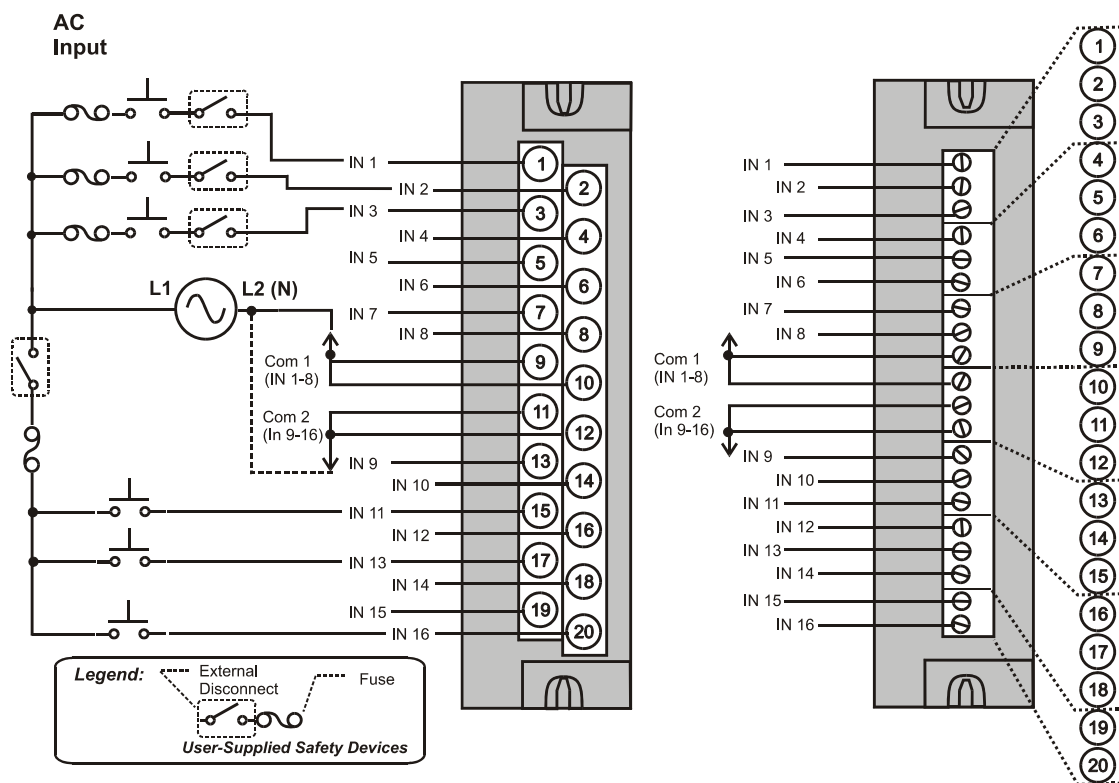 AC
Input
IN 1
IN 2
IN 3
IN 4
IN 5
IN 6
L1
L2 (N)
IN 7
IN 8
Com 1
(IN 1-8)
Com 2
(In 9-16)
IN 9
IN 10
IN 11
IN 12
IN 13
IN 14
IN 15
IN 16
1
2
3
4
5
6
7
8
9
10
11
12
13
14
15
16
17
18
19
20
Legend:
External
Disconnect
Fuse
User-Supplied Safety Devices
IN 1
IN 2
IN 3
IN 4
IN 5
IN 6
IN 7
IN 8
Com 1
(IN 1-8)
Com 2
(In 9-16)
IN 9
IN 10
IN 11
IN 12
IN 13
IN 14
IN 15
IN 16
1
2
3
4
5
6
7
8
9
10
11
12
13
14
15
16
17
18
19
20